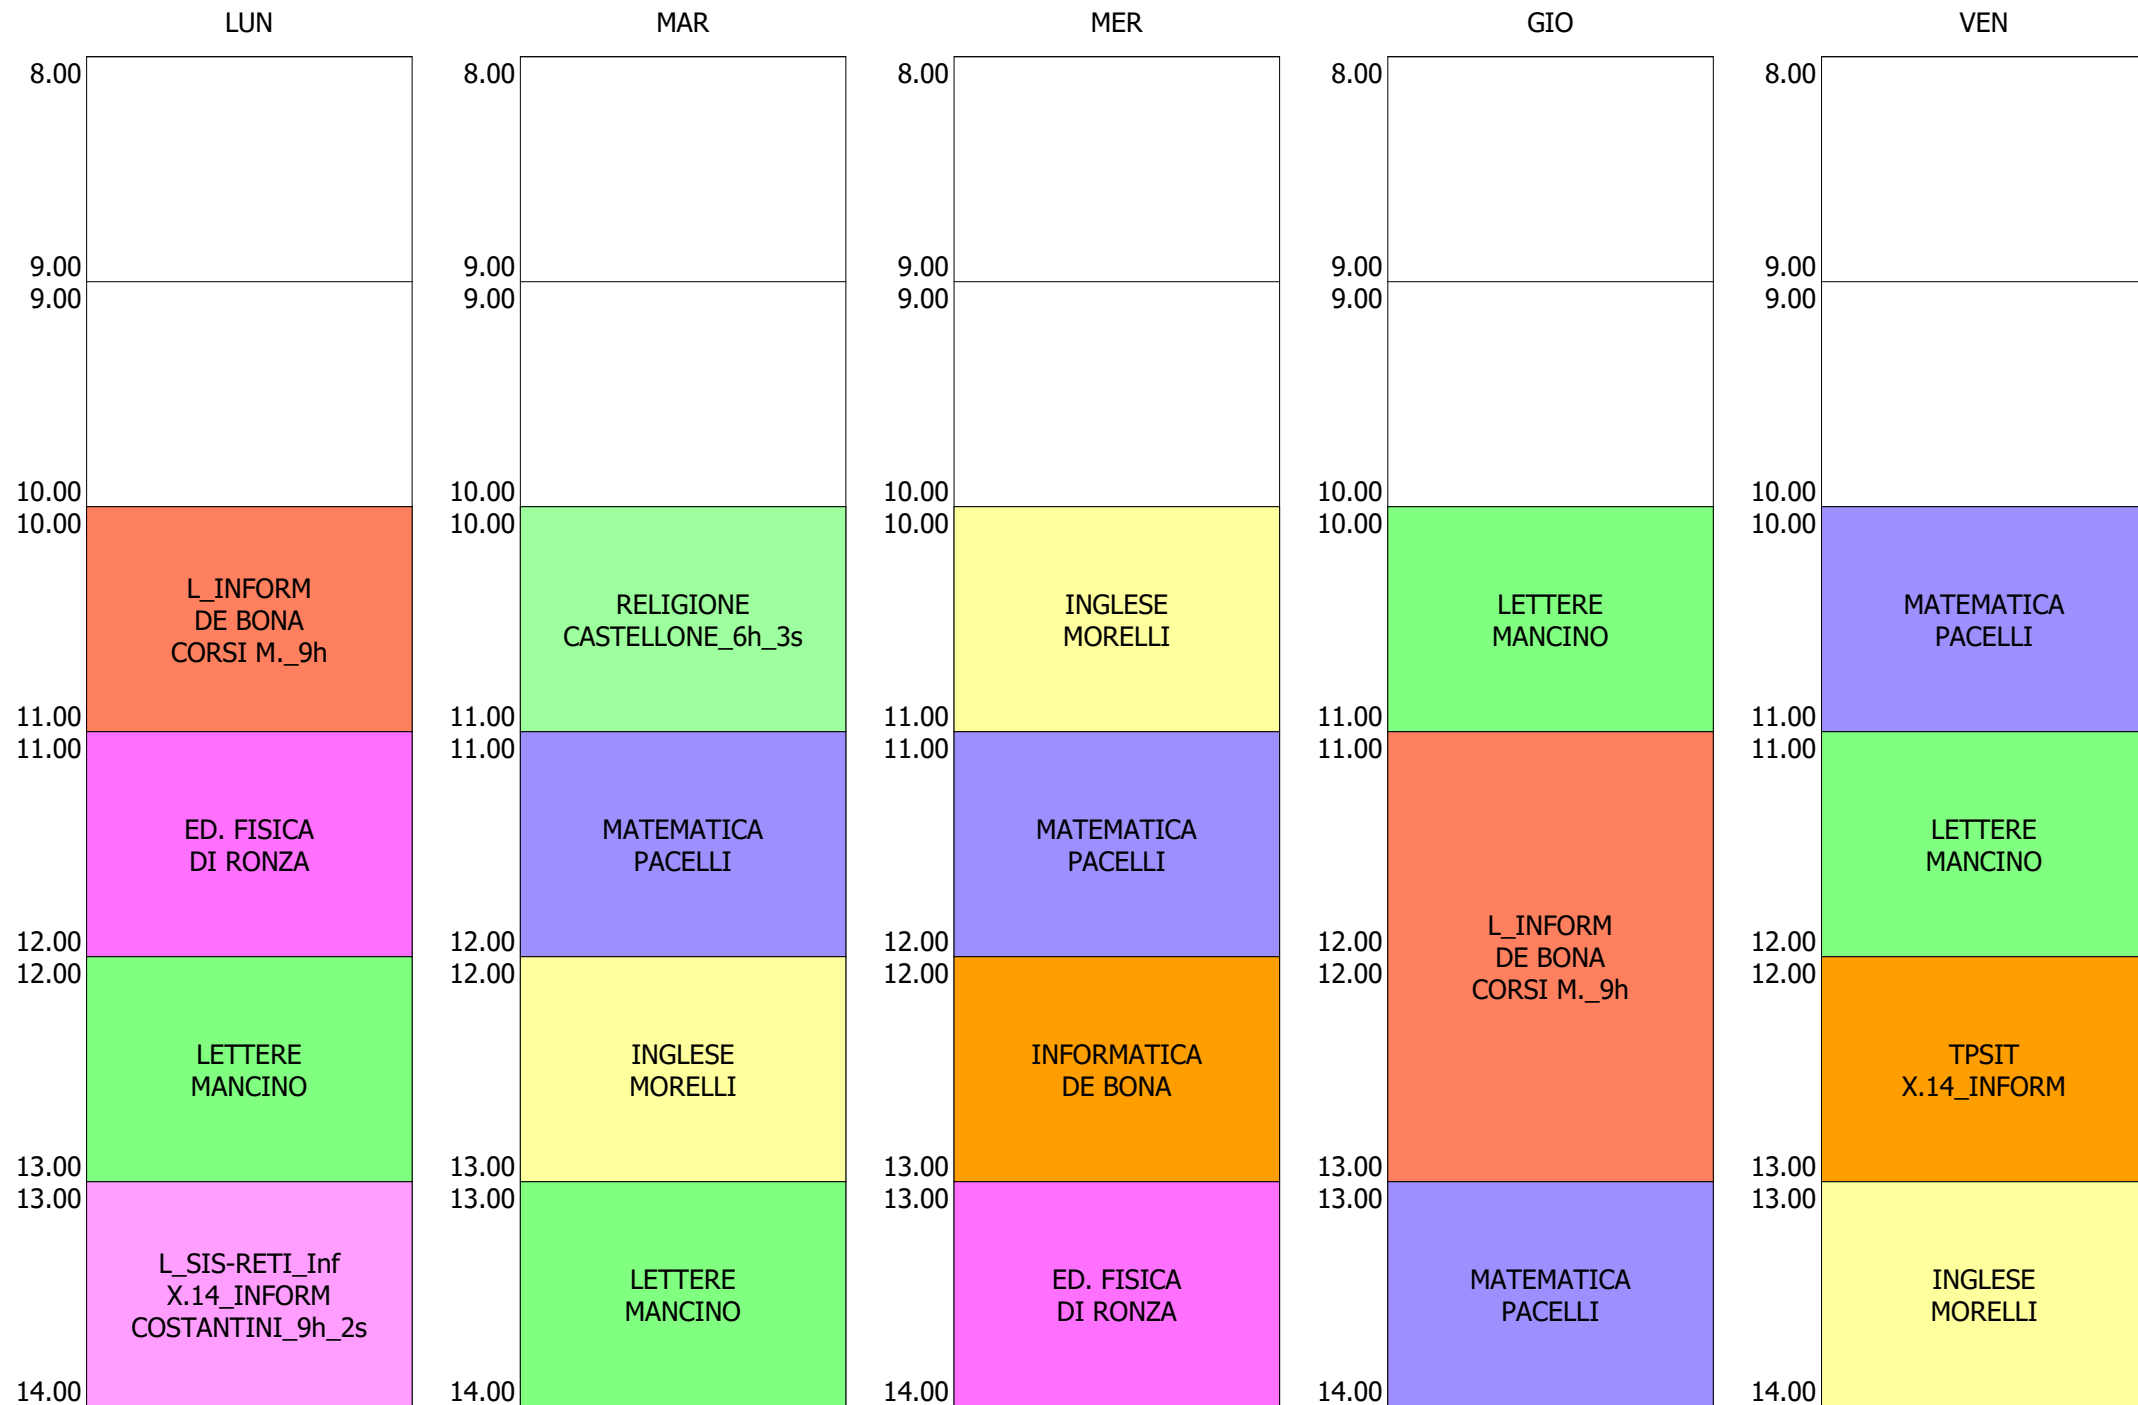 LUN
MAR
MER
GIO
VEN
8.00
8.00
8.00
8.00
8.00
9.00
9.00
9.00
9.00
9.00
9.00
9.00
9.00
9.00
9.00
10.00
10.00
10.00
10.00
10.00
10.00
10.00
10.00
10.00
10.00
L_INFORM
DE BONA
CORSI M._9h
RELIGIONE
CASTELLONE_6h_3s
INGLESE
MORELLI
LETTERE
MANCINO
MATEMATICA
PACELLI
11.00
11.00
11.00
11.00
11.00
11.00
11.00
11.00
11.00
11.00
ED. FISICA
DI RONZA
MATEMATICA
PACELLI
MATEMATICA
PACELLI
L_INFORM
DE BONA
CORSI M._9h
LETTERE
MANCINO
12.00
12.00
12.00
12.00
12.00
12.00
12.00
12.00
12.00
12.00
LETTERE
MANCINO
INGLESE
MORELLI
INFORMATICA
DE BONA
TPSIT
X.14_INFORM
13.00
13.00
13.00
13.00
13.00
13.00
13.00
13.00
13.00
13.00
L_SIS-RETI_Inf
X.14_INFORM
COSTANTINI_9h_2s
LETTERE
MANCINO
ED. FISICA
DI RONZA
MATEMATICA
PACELLI
INGLESE
MORELLI
14.00
14.00
14.00
14.00
14.00